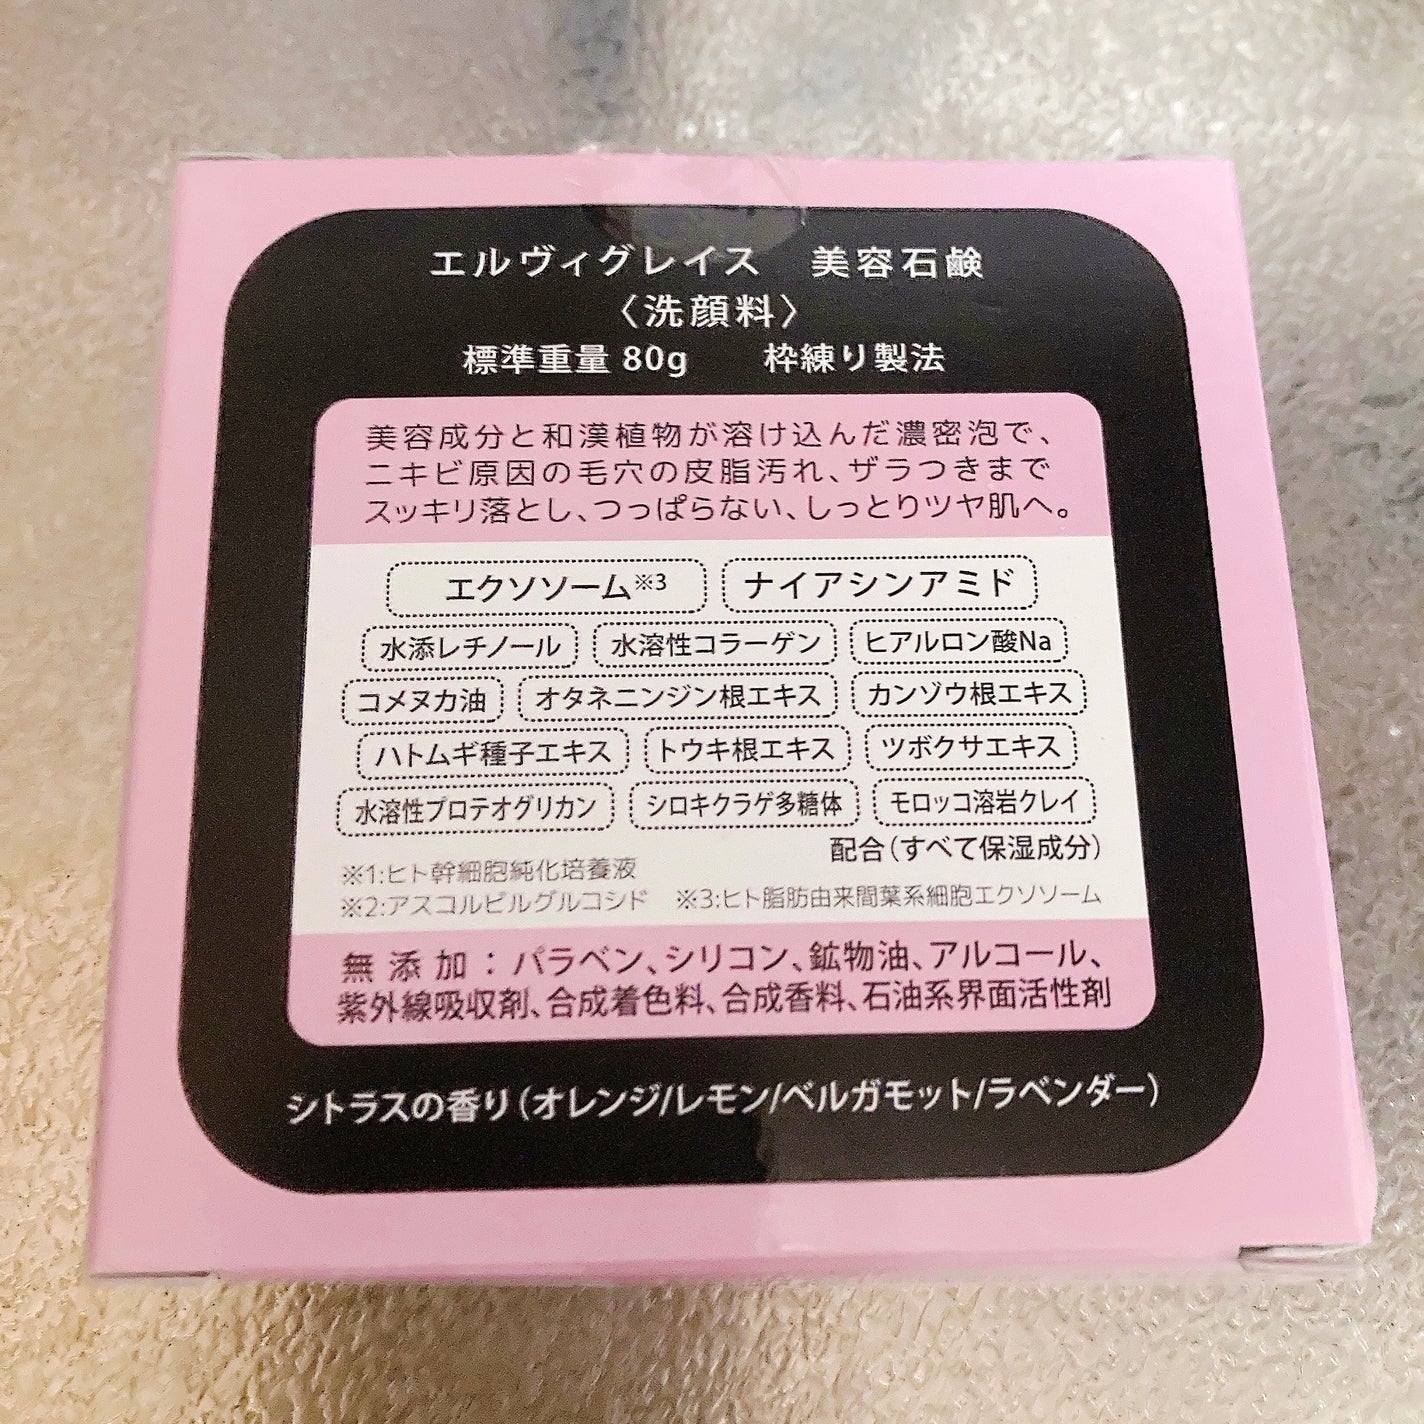 エルヴィグレイス　美容石鹸
〈洗顔料〉
標準重量 80g　枠練り製法
美容成分と和漢植物が溶け込んだ濃密泡で、
ニキビ原因の毛穴の皮脂汚れ、ザラつきまで
スッキリ落とし、つっぱらない、しっとりツヤ肌へ。
エクソソーム※3　ナイアシンアミド
水添レチノール　水溶性コラーゲン　ヒアルロン酸Na
コメヌカ油　オタネニンジン根エキス　カンゾウ根エキス
ハトムギ種子エキス　トウキ根エキス　ツボクサエキス
水溶性プロテオグリカン　シロキクラゲ多糖体　モロッコ溶岩クレイ
配合（すべて保湿成分）
※1:ヒト幹細胞純化培養液
※2:アスコルビルグルコシド　※3:ヒト脂肪由来間葉系細胞エクソソーム
無添加：パラベン、シリコン、鉱物油、アルコール、
紫外線吸収剤、合成着色料、合成香料、石油系界面活性剤
シトラスの香り（オレンジ/レモン/ベルガモット/ラベンダー）